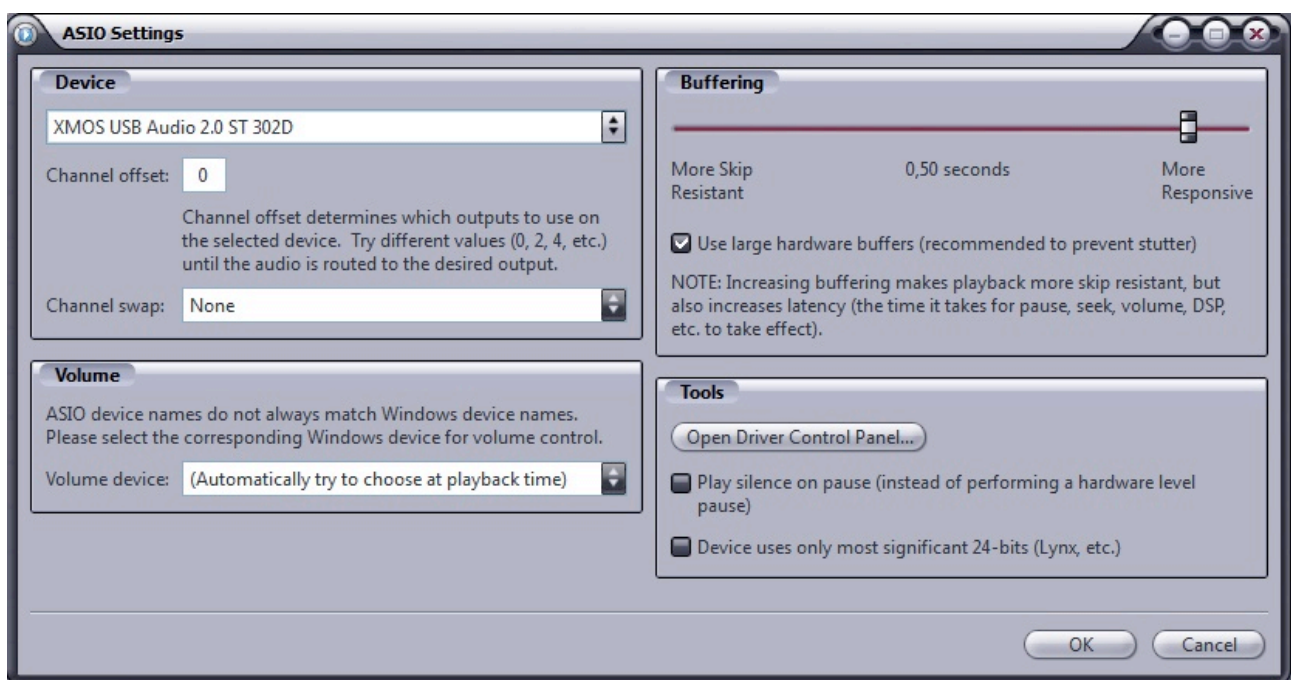 ASIO Settings
Device
XMOS USB Audio 2.0 ST 302D
Channel offset: 0
Channel offset determines which outputs to use on
the selected device. Try different values (0, 2, 4, etc.)
until the audio is routed to the desired output.
Channel swap: None
Volume
ASIO device names do not always match Windows device names.
Please select the corresponding Windows device for volume control.
Volume device: (Automatically try to choose at playback time)
Buffering
More Skip
Resistant
0,50 seconds
More
Responsive
Use large hardware buffers (recommended to prevent stutter)
NOTE: Increasing buffering makes playback more skip resistant, but
also increases latency (the time it takes for pause, seek, volume, DSP,
etc. to take effect).
Tools
Open Driver Control Panel...
Play silence on pause (instead of performing a hardware level
pause)
Device uses only most significant 24-bits (Lynx, etc.)
OK
Cancel